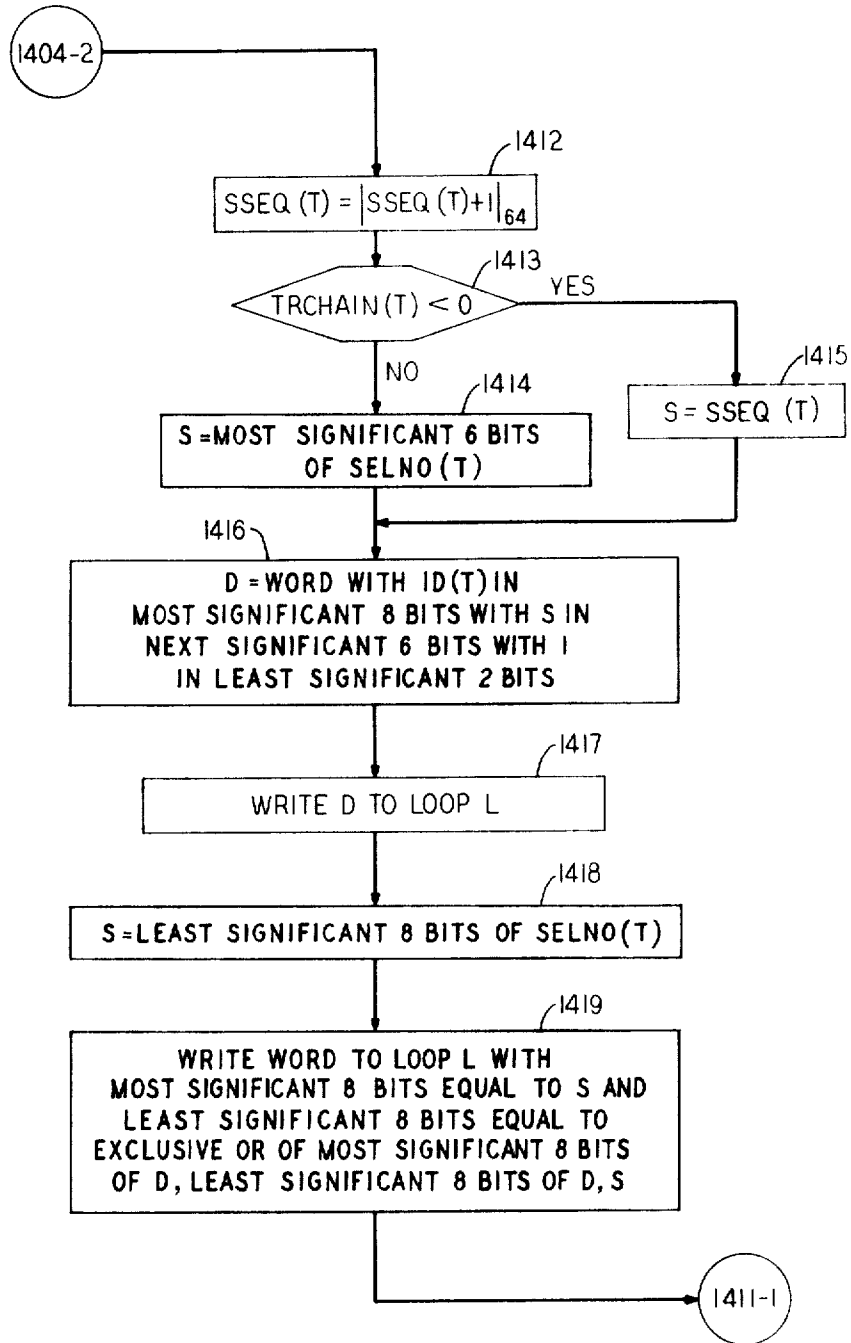 1404-2
1412
SSEQ (T) = |SSEQ (T)+1|64
1413
TRCHAIN (T) < 0
YES
NO
1414
1415
S = SSEQ (T)
S = MOST SIGNIFICANT 6 BITS
OF SELNO (T)
1416
D = WORD WITH ID(T) IN
MOST SIGNIFICANT 8 BITS WITH S IN
NEXT SIGNIFICANT 6 BITS WITH 1
IN LEAST SIGNIFICANT 2 BITS
1417
WRITE D TO LOOP L
1418
S = LEAST SIGNIFICANT 8 BITS OF SELNO (T)
1419
WRITE WORD TO LOOP L WITH
MOST SIGNIFICANT 8 BITS EQUAL TO S AND
LEAST SIGNIFICANT 8 BITS EQUAL TO
EXCLUSIVE OR OF MOST SIGNIFICANT 8 BITS
OF D, LEAST SIGNIFICANT 8 BITS OF D, S
1411-1